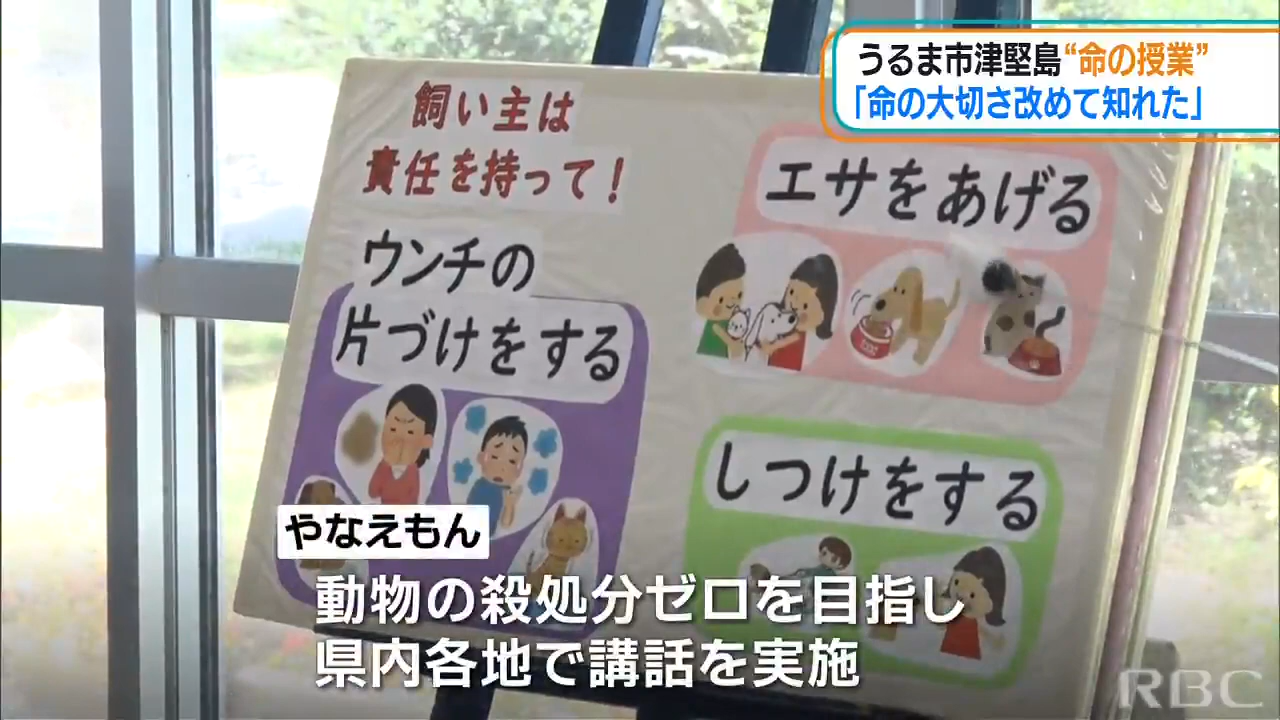 うるま市津堅島“命の授業”
「命の大切さ改めて知れた」
飼い主は
責任を持って！
エサをあげる
ウンチの
片づけをする
しつけをする
やなえもん
動物の殺処分ゼロを目指し
県内各地で講話を実施
RBC